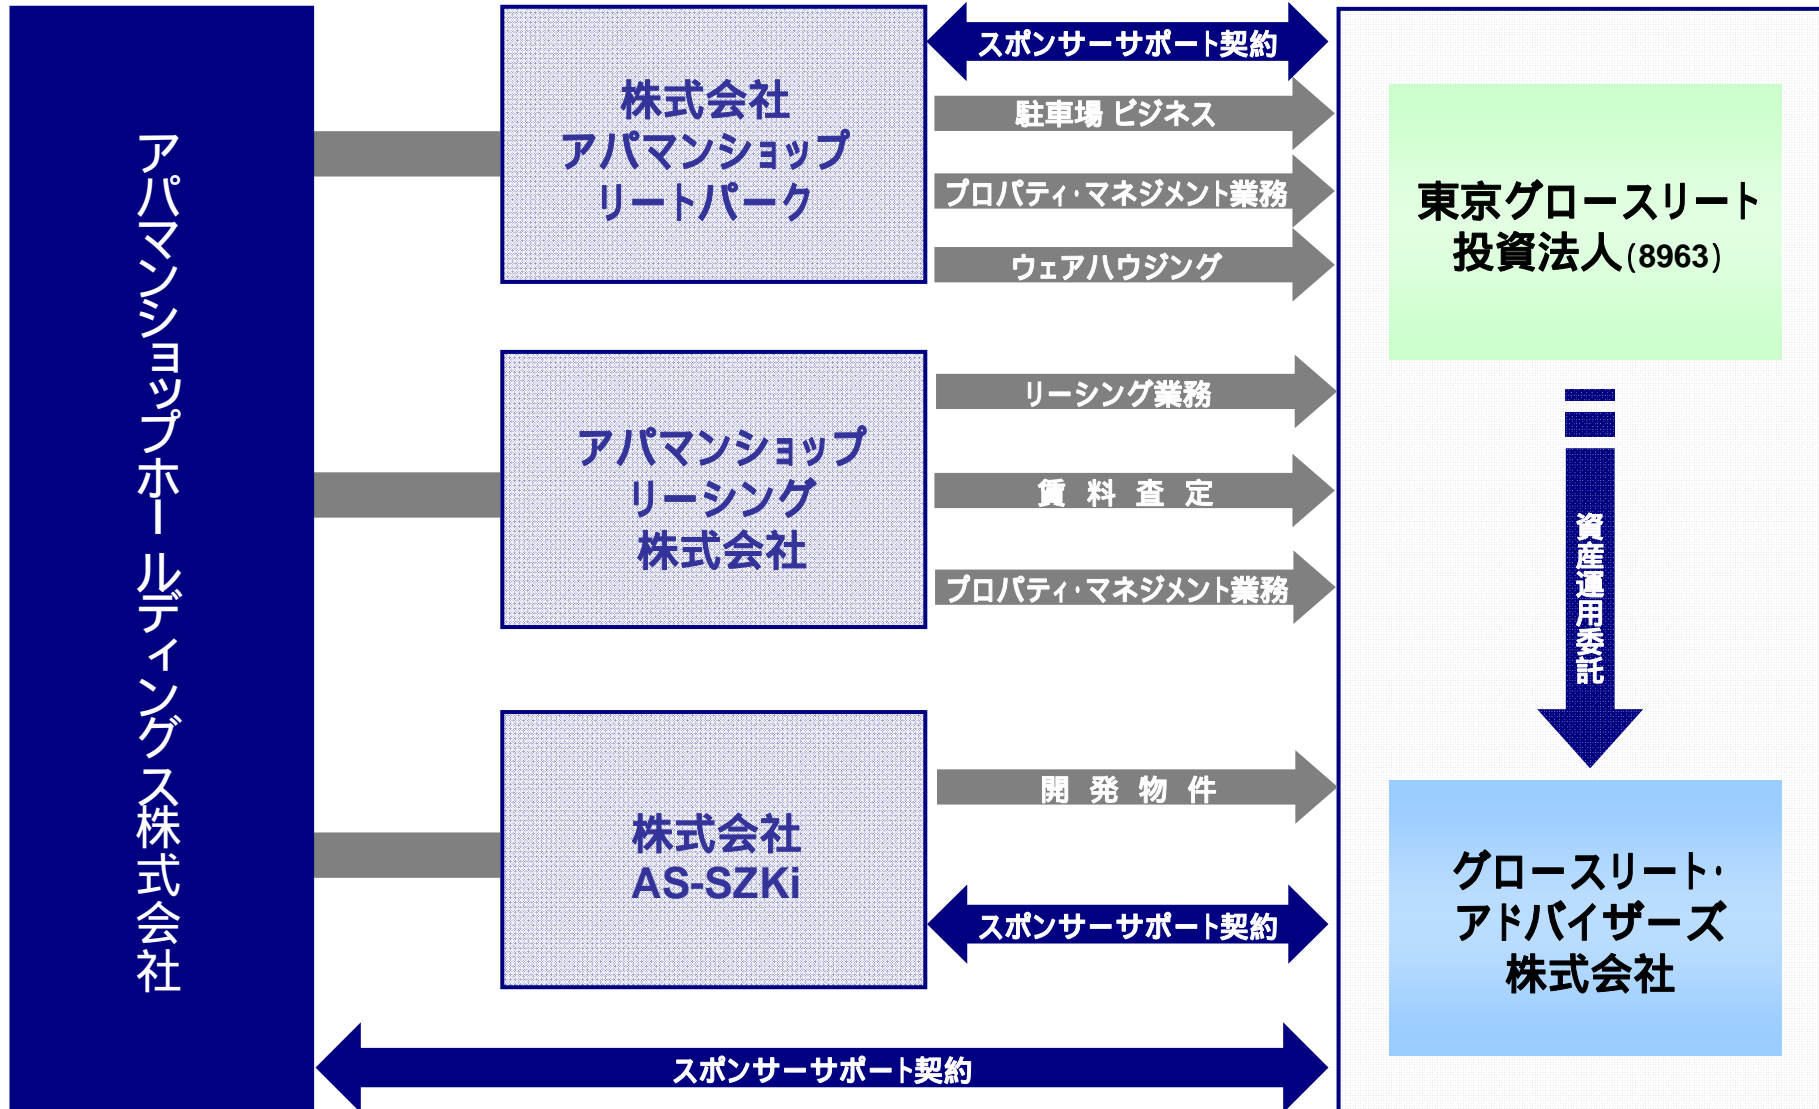 アパマンショップホールディングス株式会社
株式会社
アパマンショップ
リートパーク
スポンサーサポート契約
駐車場 ビジネス
プロパティ・マネジメント業務
ウェアハウジング
アパマンショップ
リーシング
株式会社
リーシング業務
賃 料 査 定
プロパティ・マネジメント業務
株式会社
AS-SZKi
開 発 物 件
スポンサーサポート契約
スポンサーサポート契約
東京グロースリート
投資法人(8963)
資産運用委託
グロースリート・
アドバイザーズ
株式会社